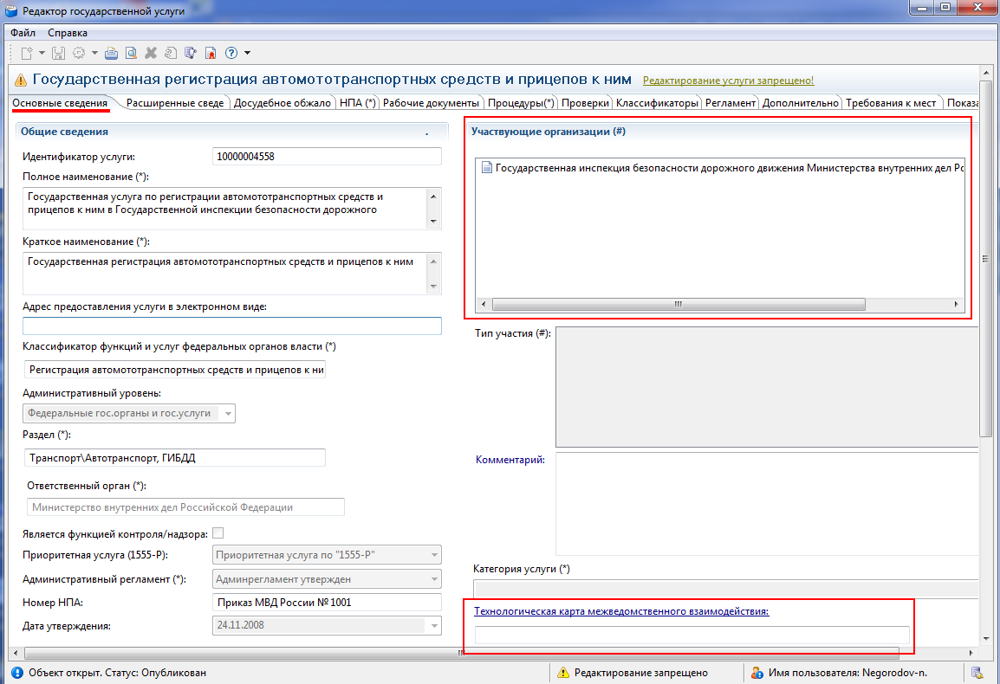 Редактор государственной услуги
Файл Справка
Государственная регистрация автомототранспортных средств и прицепов к ним Редактирование услуги запрещено!
Основные сведения Расширенные сведе Досудебное обжало НПА (*) Рабочие документы Процедуры(*) Проверки Классификаторы Регламент Дополнительно Требования к мест Показа
Общие сведения
Идентификатор услуги: 10000004558
Полное наименование (*):
Государственная услуга по регистрации автомототранспортных средств и
прицепов к ним в Государственной инспекции безопасности дорожного
Краткое наименование (*):
Государственная регистрация автомототранспортных средств и прицепов к ним
Адрес предоставления услуги в электронном виде:
Классификатор функций и услуг федеральных органов власти (*)
Регистрация автомототранспортных средств и прицепов к ни
Административный уровень:
Федеральные гос.органы и гос.услуги
Раздел (*):
Транспорт\Автотранспорт, ГИБДД
Ответственный орган (*):
Министерство внутренних дел Российской Федерации
Является функцией контроля/надзора:
Приоритетная услуга (1555-Р): Приоритетная услуга по "1555-Р"
Административный регламент (*): Админрегламент утвержден
Номер НПА: Приказ МВД России № 1001
Дата утверждения: 24.11.2008
Участвующие организации (#)
Государственная инспекция безопасности дорожного движения Министерства внутренних дел Рс
Тип участия (#):
Комментарий:
Категория услуги (*)
Технологическая карта межведомственного взаимодействия:
Объект открыт. Статус: Опубликован Редактирование запрещено Имя пользователя: Negorodov-n.